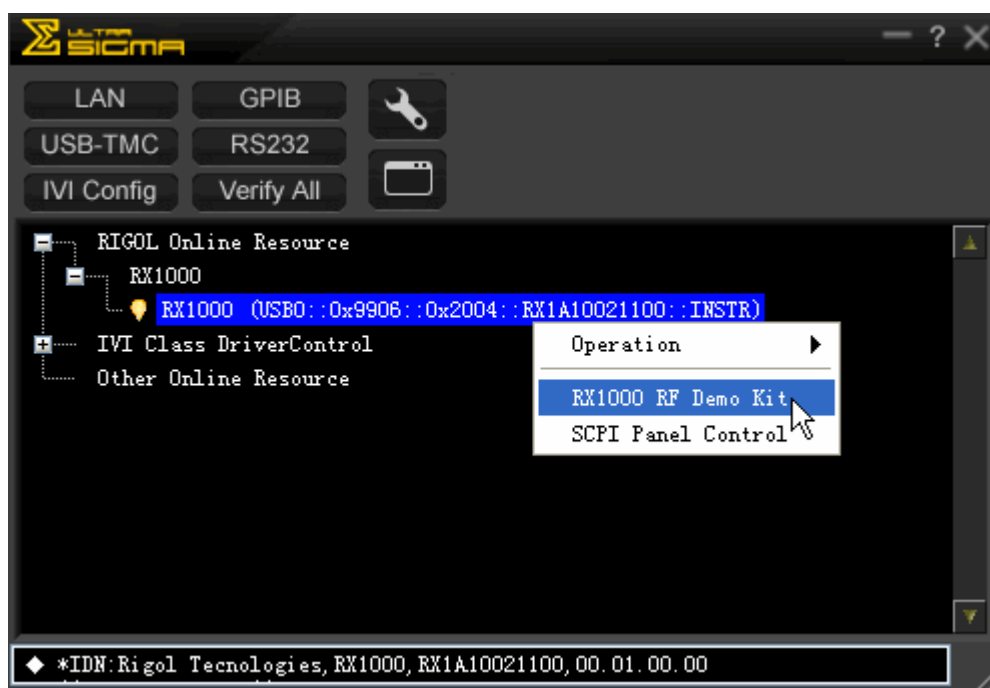 ULTRA
SIGMA
?
LAN
GPIB
USB-TMC
RS232
IVI Config
Verify All
RIGOL Online Resource
RX1000
RX1000 (USB0::0x9906::0x2004::RX1A10021100::INSTR)
IVI Class DriverControl
Other Online Resource
Operation
RX1000 RF Demo Kit
SCPI Panel Control
*IDN:Rigol Tecnologies,RX1000,RX1A10021100,00.01.00.00